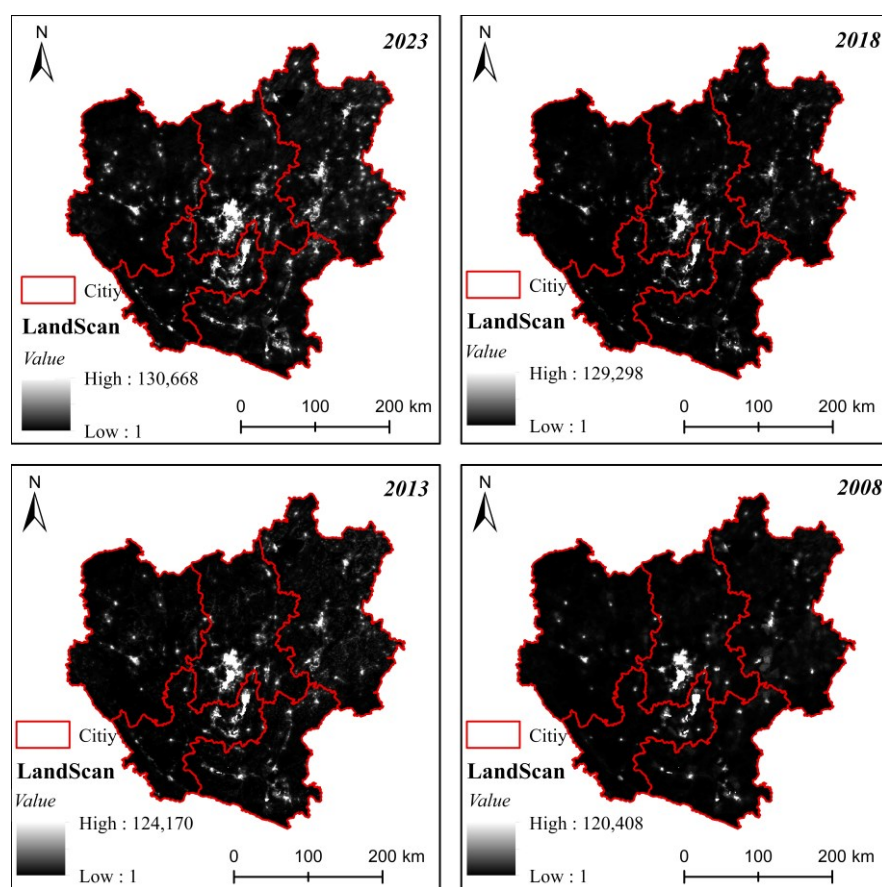 N
2023
Citiy
LandScan
Value
High : 130,668
Low : 1
0 100 200 km
N
2018
Citiy
LandScan
Value
High : 129,298
Low : 1
0 100 200 km
N
2013
Citiy
LandScan
Value
High : 124,170
Low : 1
0 100 200 km
N
2008
Citiy
LandScan
Value
High : 120,408
Low : 1
0 100 200 km